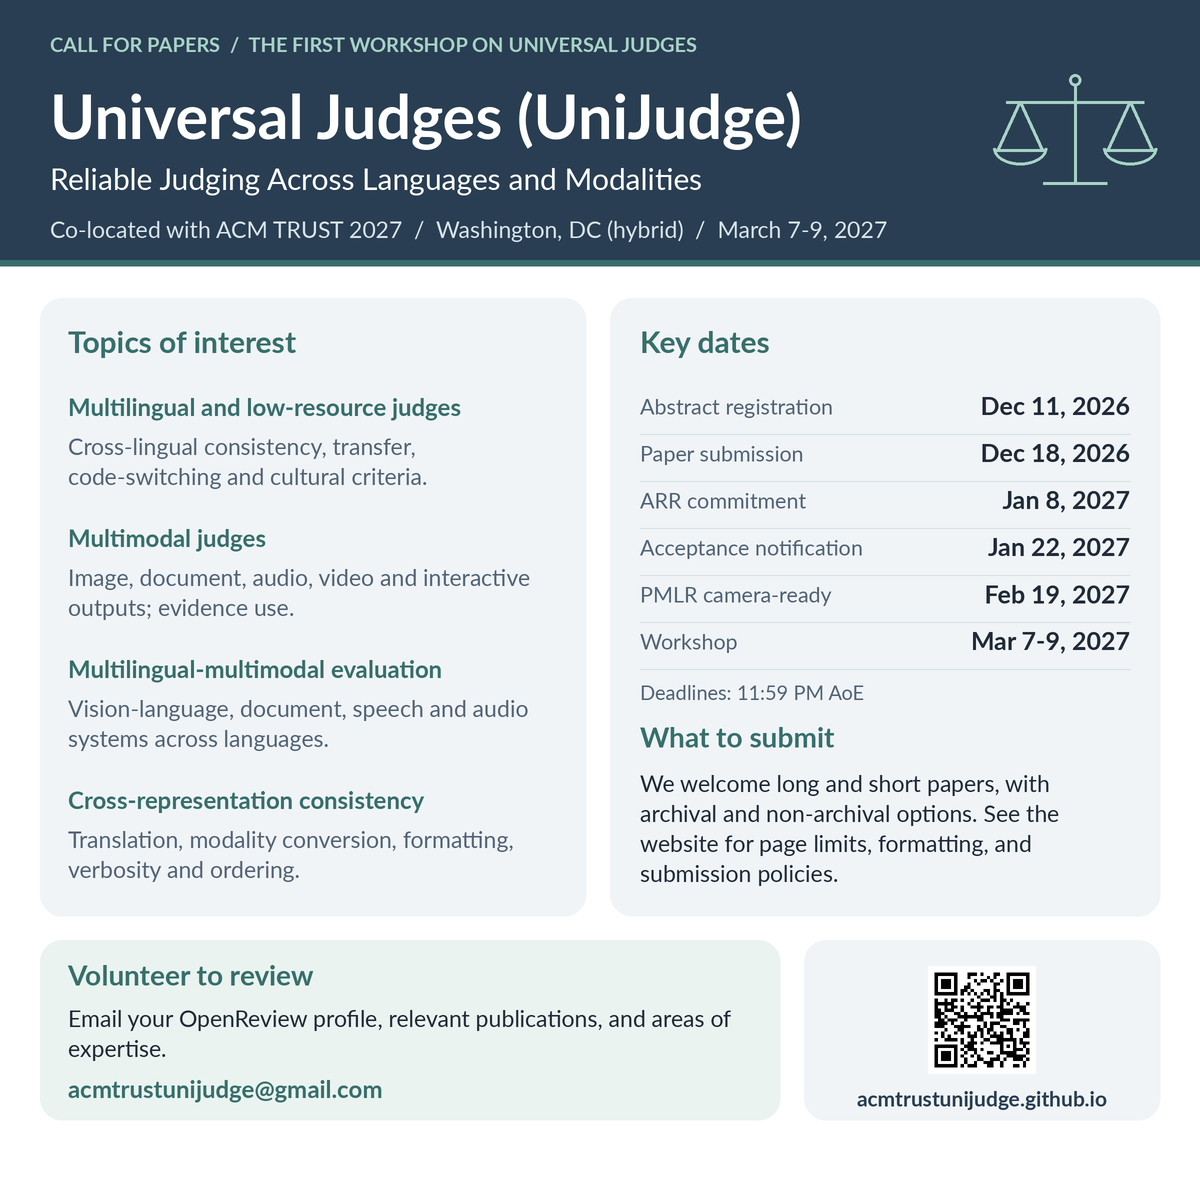 CALL FOR PAPERS / THE FIRST WORKSHOP ON UNIVERSAL JUDGES
Universal Judges (UniJudge)
Reliable Judging Across Languages and Modalities
Co-located with ACM TRUST 2027 / Washington, DC (hybrid) / March 7-9, 2027
Topics of interest
Multilingual and low-resource judges
Cross-lingual consistency, transfer,
code-switching and cultural criteria.
Multimodal judges
Image, document, audio, video and interactive
outputs; evidence use.
Multilingual-multimodal evaluation
Vision-language, document, speech and audio
systems across languages.
Cross-representation consistency
Translation, modality conversion, formatting,
verbosity and ordering.
Key dates
Abstract registration Dec 11, 2026
Paper submission Dec 18, 2026
ARR commitment Jan 8, 2027
Acceptance notification Jan 22, 2027
PMLR camera-ready Feb 19, 2027
Workshop Mar 7-9, 2027
Deadlines: 11:59 PM AoE
What to submit
We welcome long and short papers, with
archival and non-archival options. See the
website for page limits, formatting, and
submission policies.
Volunteer to review
Email your OpenReview profile, relevant publications, and areas of
expertise.
acmtrustunijudge@gmail.com
acmtrustunijudge.github.io